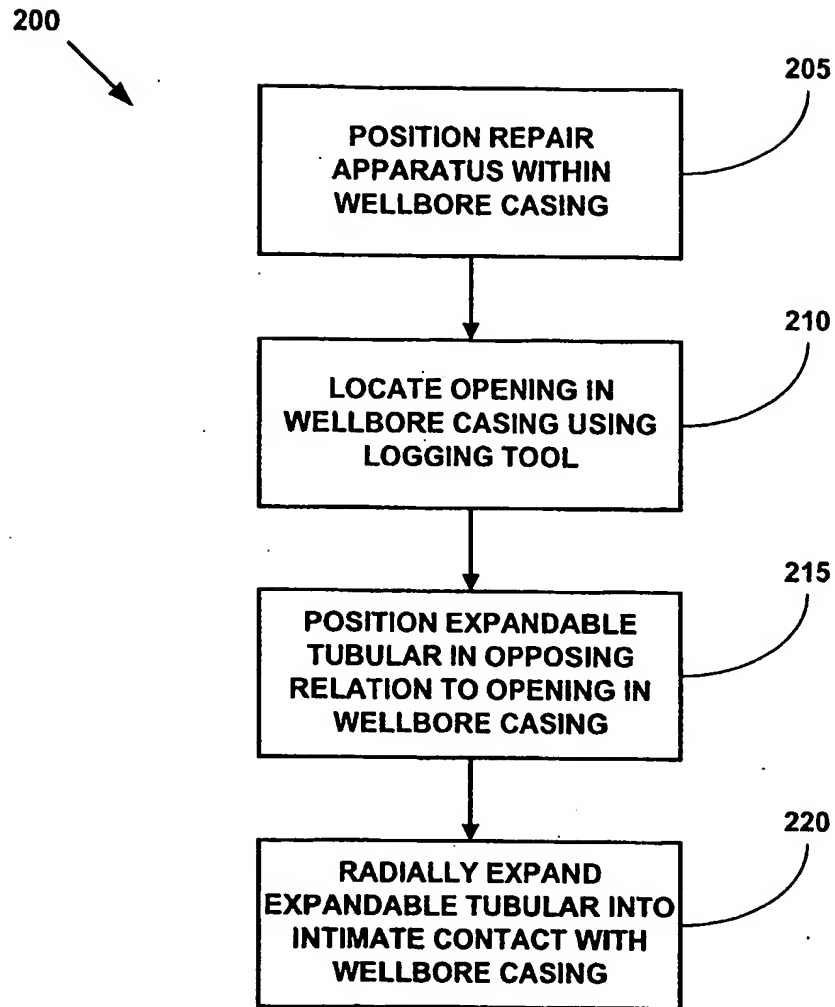 200
205
POSITION REPAIR
APPARATUS WITHIN
WELLBORE CASING
210
LOCATE OPENING IN
WELLBORE CASING USING
LOGGING TOOL
215
POSITION EXPANDABLE
TUBULAR IN OPPOSING
RELATION TO OPENING IN
WELLBORE CASING
220
RADIALLY EXPAND
EXPANDABLE TUBULAR INTO
INTIMATE CONTACT WITH
WELLBORE CASING